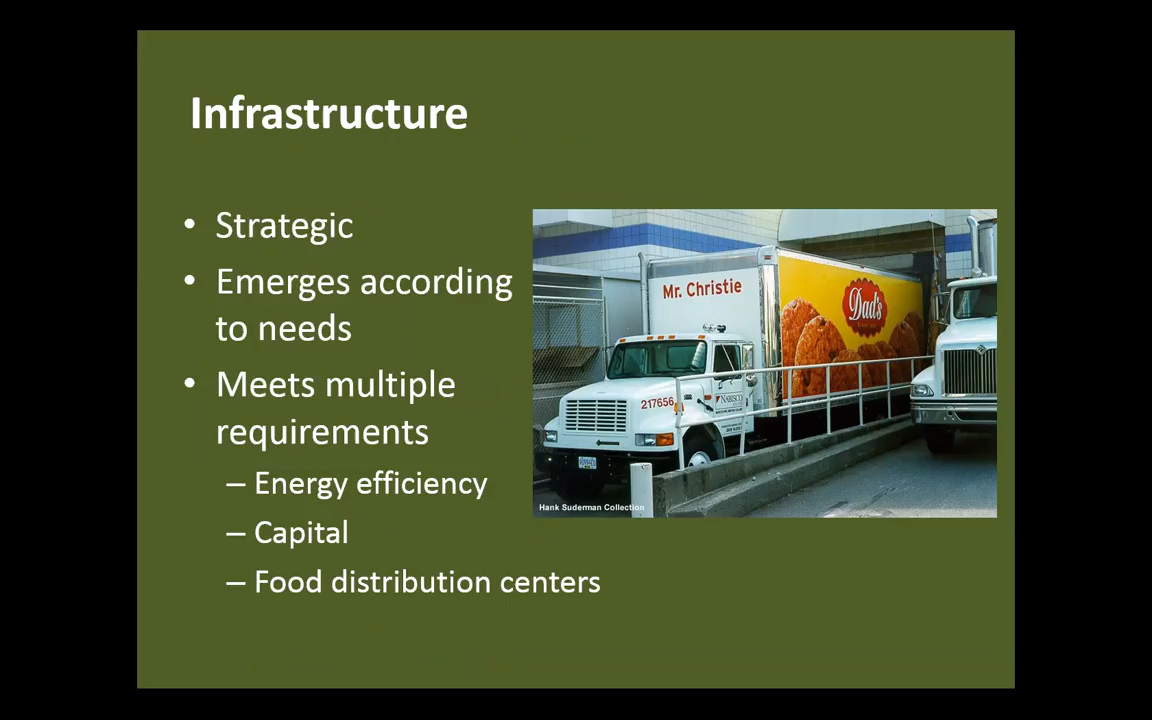 Infrastructure
• Strategic
• Emerges according
to needs
• Meets multiple
requirements
– Energy efficiency
– Capital
– Food distribution centers
Mr. Christie
Dad's
217656
NABISCO
Hank Suderman Collection